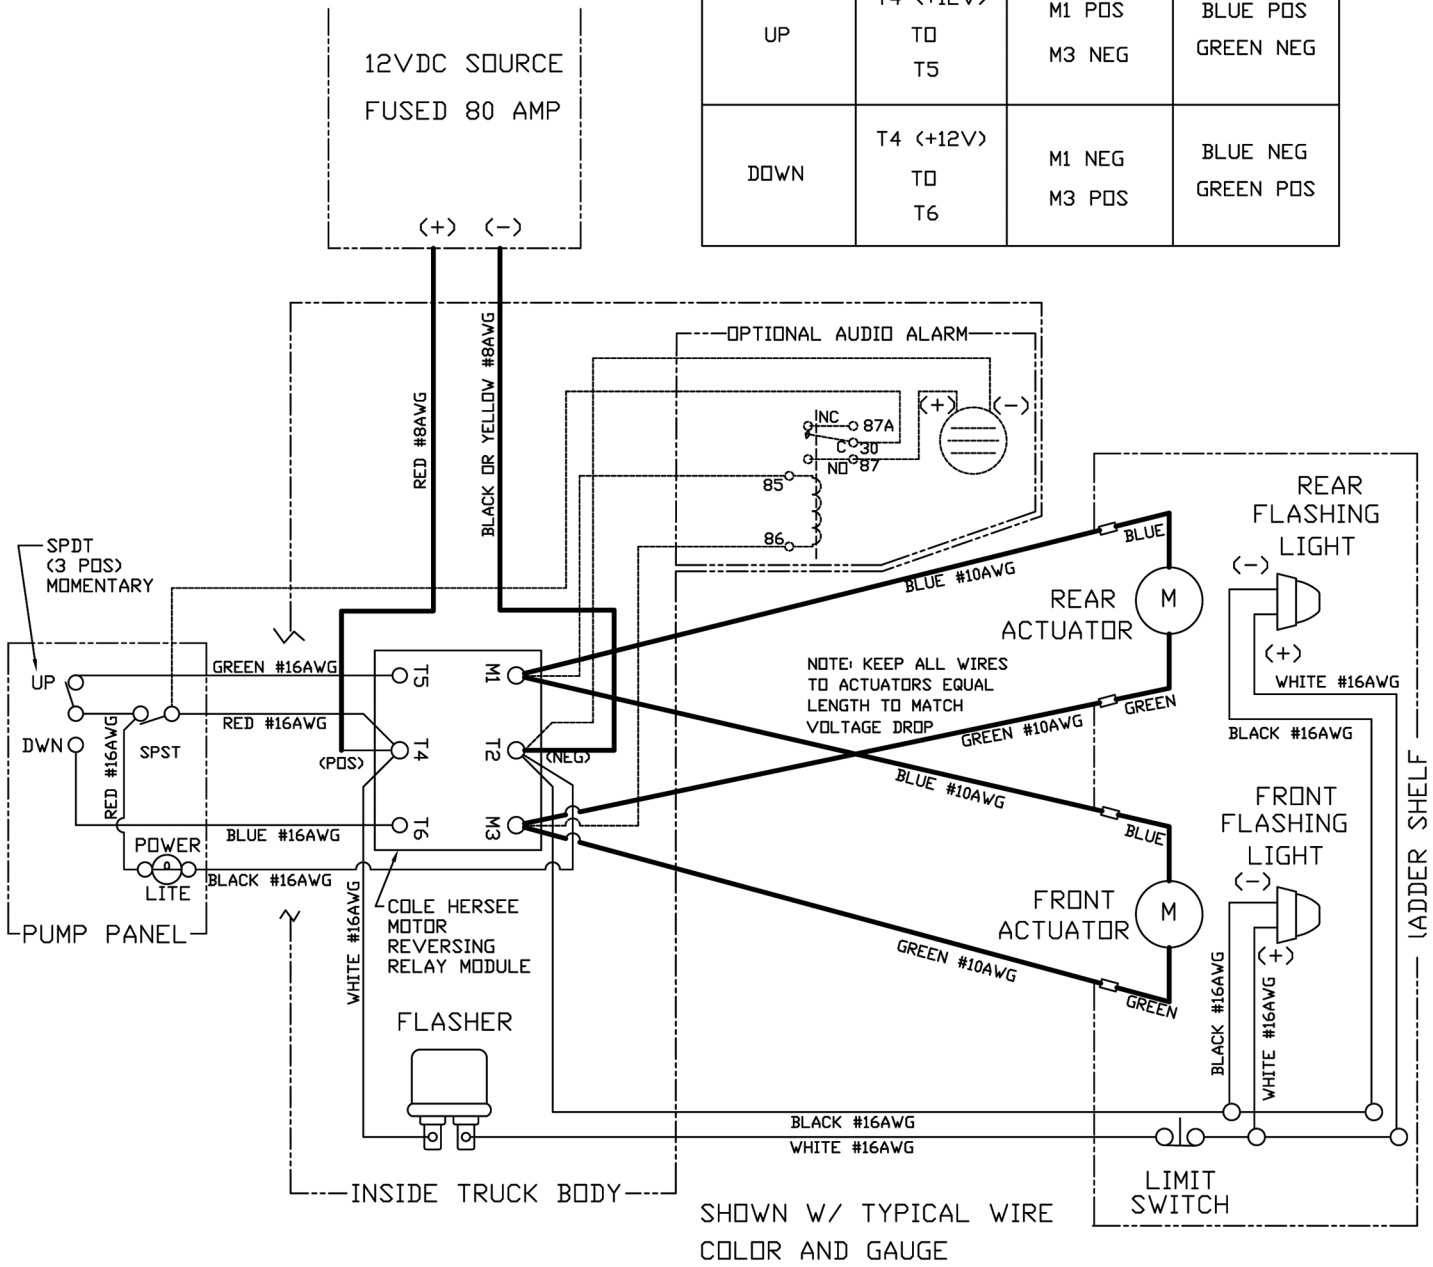 12VDC SOURCE
FUSED 80 AMP
(+)
(-)
UP
T4 (+12V)
TO
T5
M1 POS
M3 NEG
BLUE POS
GREEN NEG
DOWN
T4 (+12V)
TO
T6
M1 NEG
M3 POS
BLUE NEG
GREEN POS
RED #8AWG
BLACK OR YELLOW #8AWG
OPTIONAL AUDIO ALARM
NC
87A
C
30
NO
87
85
86
(+)
(-)
SPDT
(3 POS)
MOMENTARY
UP
DWN
SPST
RED #16AWG
POWER
LITE
PUMP PANEL
GREEN #16AWG
RED #16AWG
BLUE #16AWG
BLACK #16AWG
(POS)
T5
T4
T6
M1
T2
M3
(NEG)
COLE HERSEE
MOTOR
REVERSING
RELAY MODULE
WHITE #16AWG
FLASHER
INSIDE TRUCK BODY
BLUE #10AWG
BLUE
REAR
ACTUATOR
M
NOTE: KEEP ALL WIRES
TO ACTUATORS EQUAL
LENGTH TO MATCH
VOLTAGE DROP
GREEN #10AWG
GREEN
BLUE #10AWG
BLUE
FRONT
ACTUATOR
M
GREEN #10AWG
GREEN
REAR
FLASHING
LIGHT
(-)
(+)
WHITE #16AWG
BLACK #16AWG
FRONT
FLASHING
LIGHT
(-)
(+)
BLACK #16AWG
WHITE #16AWG
LADDER SHELF
BLACK #16AWG
WHITE #16AWG
LIMIT
SWITCH
SHOWN W/ TYPICAL WIRE
COLOR AND GAUGE